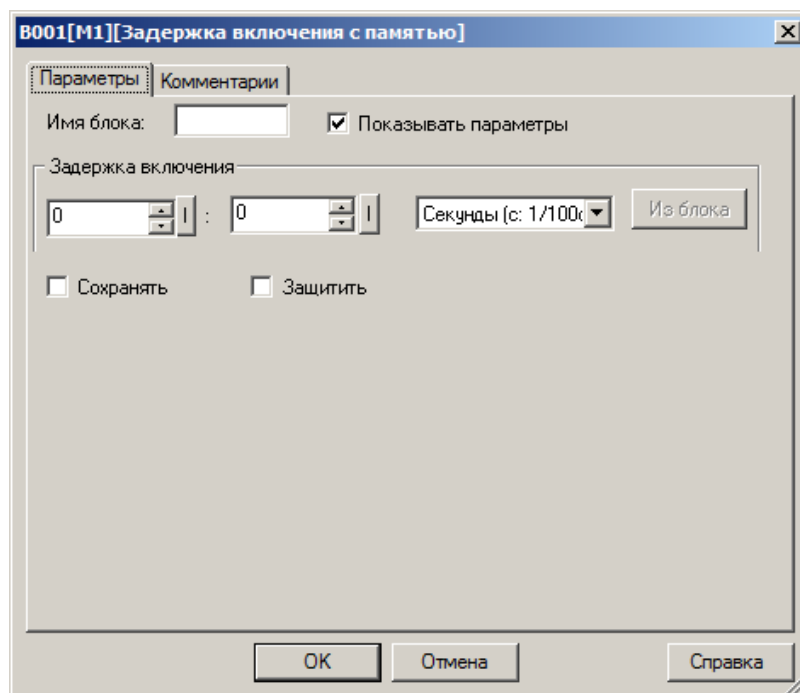 B001[M1][Задержка включения с памятью]
Параметры Комментарии
Имя блока: Показывать параметры
Задержка включения
0 : 0 Секунды (с: 1/100с Из блока
Сохранять Защитить
OK Отмена Справка